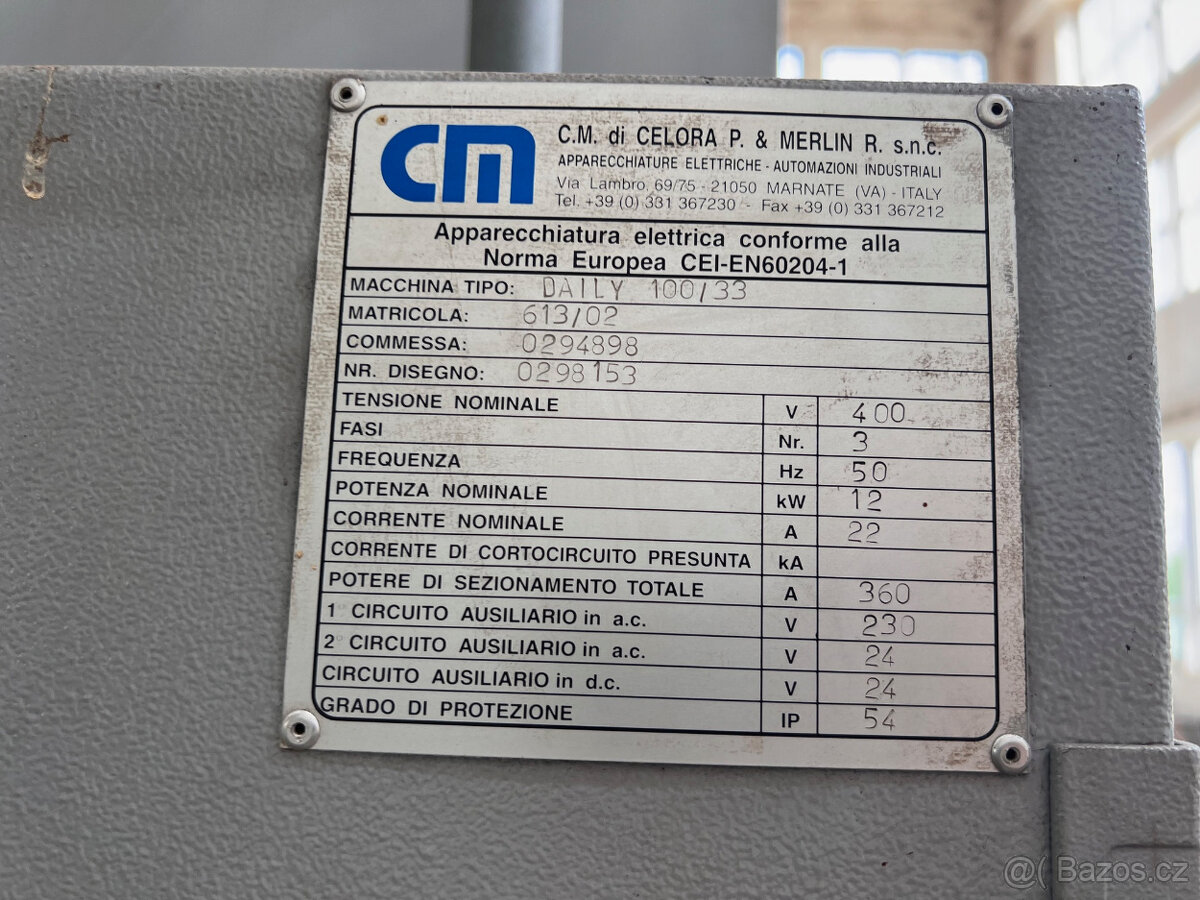 CM
C.M. di CELORA P. & MERLIN R. s.n.c.
APPARECCHIATURE ELETTRICHE - AUTOMAZIONI INDUSTRIALI
Via Lambro, 69/75 - 21050 MARNATE (VA) - ITALY
Tel. +39 (0) 331 367230 - Fax +39 (0) 331 367212
Apparecchiatura elettrica conforme alla
Norma Europea CEI-EN60204-1
MACCHINA TIPO: DAILY 100/33
MATRICOLA: 613/02
COMMESSA: 0294898
NR. DISEGNO: 0298153
TENSIONE NOMINALE V 400
FASI Nr. 3
FREQUENZA Hz 50
POTENZA NOMINALE kW 12
CORRENTE NOMINALE A 22
CORRENTE DI CORTOCIRCUITO PRESUNTA kA
POTERE DI SEZIONAMENTO TOTALE A 360
1° CIRCUITO AUSILIARIO in a.c. V 230
2° CIRCUITO AUSILIARIO in a.c. V 24
CIRCUITO AUSILIARIO in d.c. V 24
GRADO DI PROTEZIONE IP 54
@( Bazos.cz